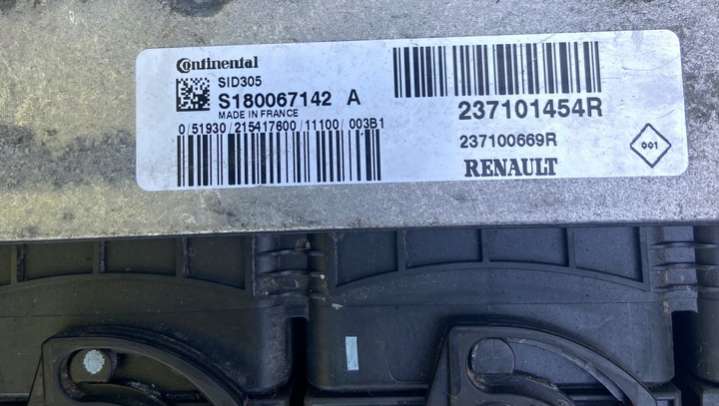 Continental
SID305
S180067142 A
MADE IN FRANCE
0/51930/215417600/11100/003B1
237101454R
237100669R
RENAULT
001